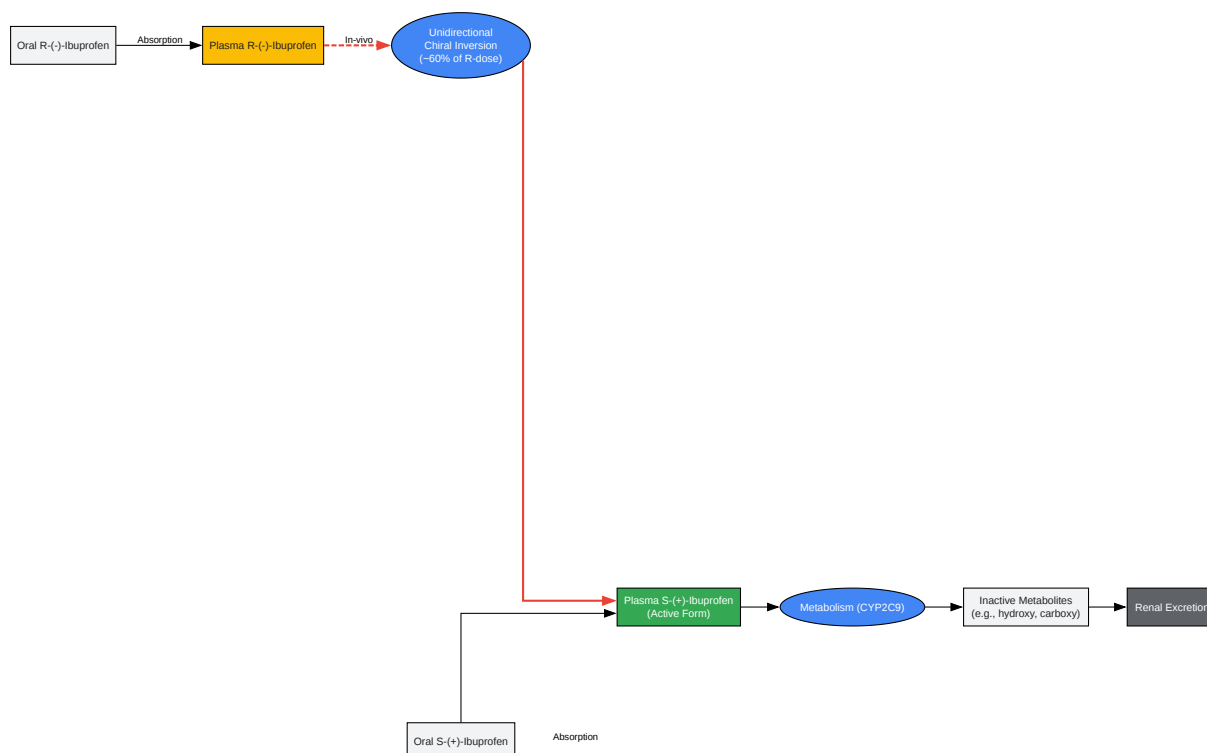 Oral R-(-)-Ibuprofen
Absorption
Plasma R-(-)-Ibuprofen
In-vivo
Unidirectional
Chiral Inversion
(~60% of R-dose)
Plasma S-(+)-Ibuprofen
(Active Form)
Metabolism (CYP2C9)
Inactive Metabolites
(e.g., hydroxy, carboxy)
Renal Excretion
Oral S-(+)-Ibuprofen
Absorption